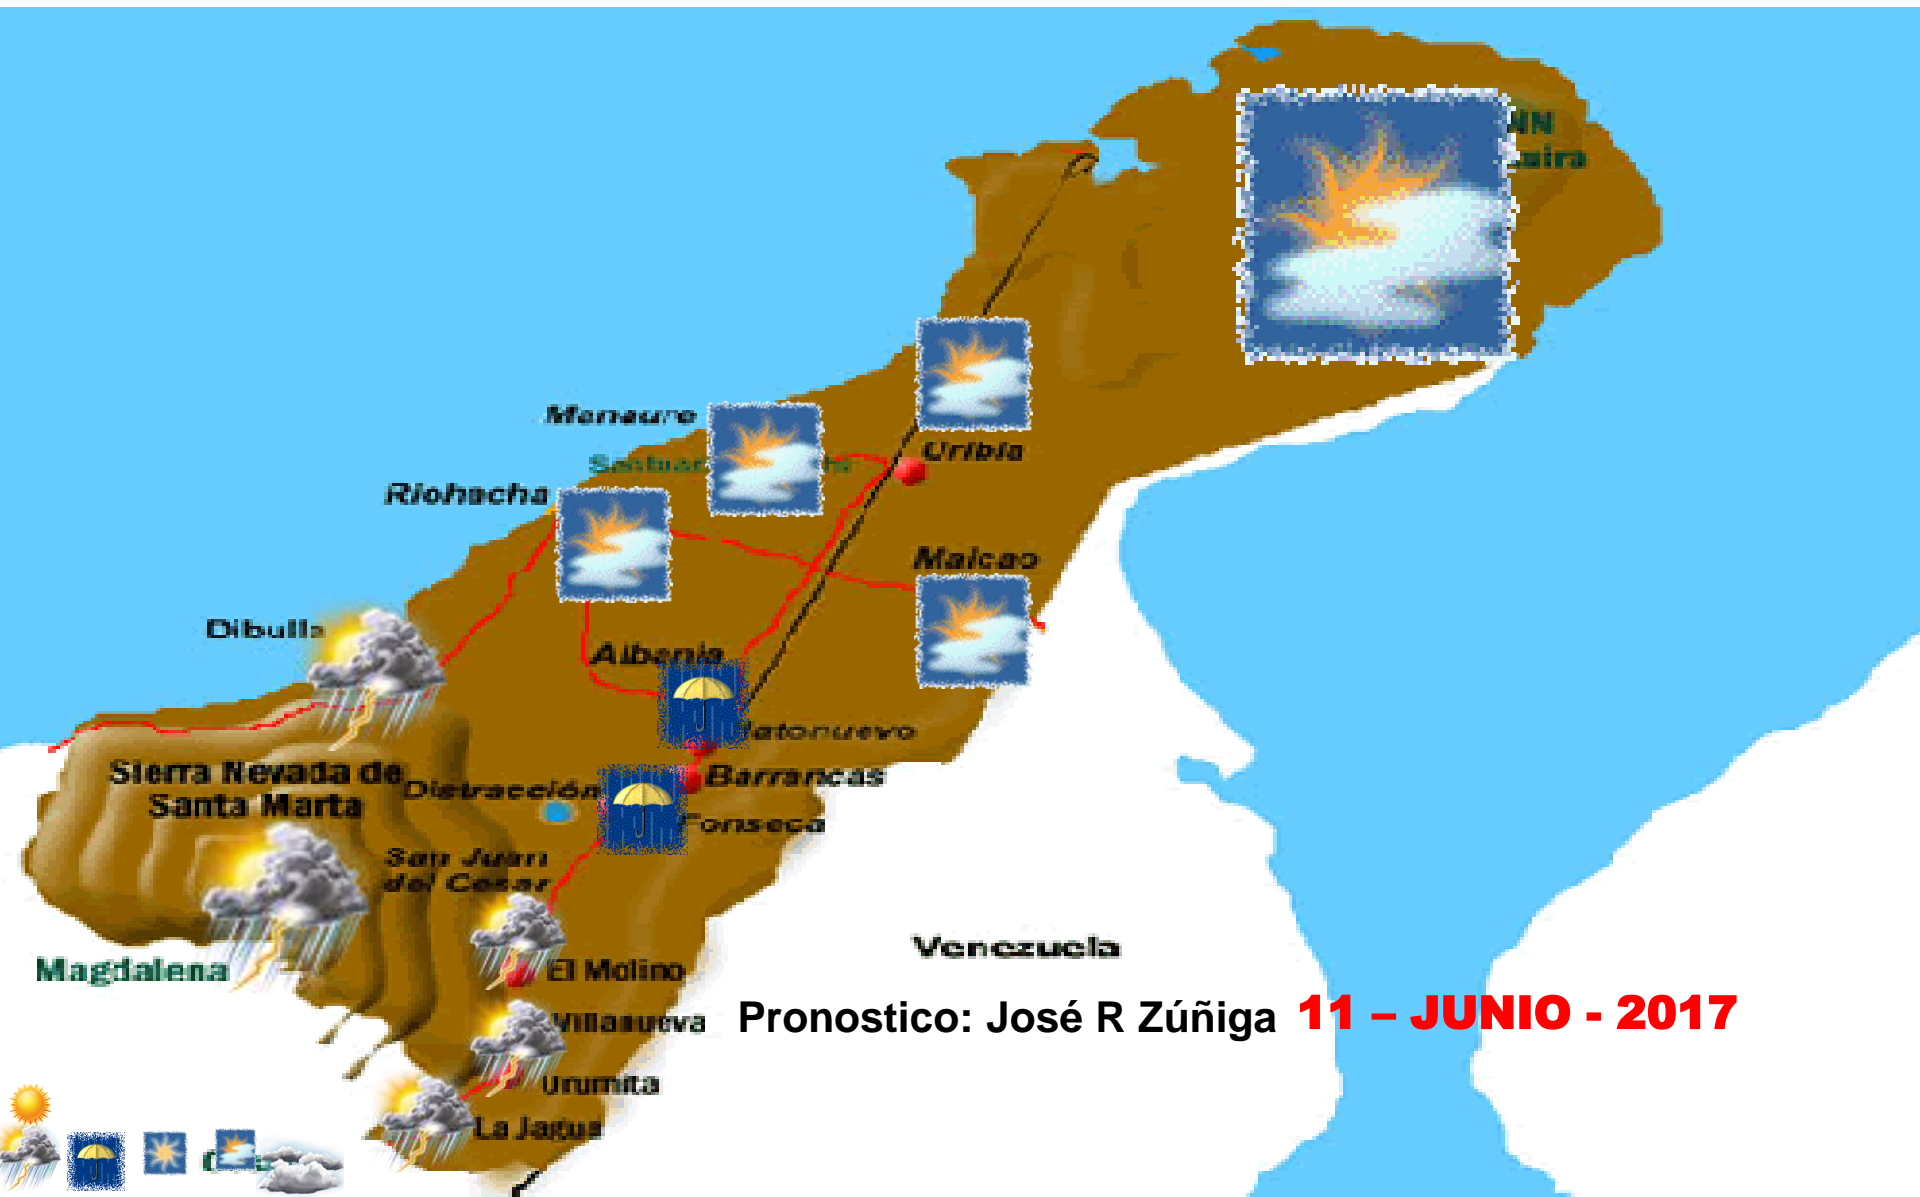 Manaure
Uribia
Riohacha
Maicao
Dibulla
Albania
Barrancas
Sierra Nevada de
Santa Marta
Distracción
Fonseca
San Juan
del Cesar
Venezuela
Magdalena
El Molino
Pronostico: José R Zúñiga 11 – JUNIO - 2017
Villanueva
Urumita
La Jagua